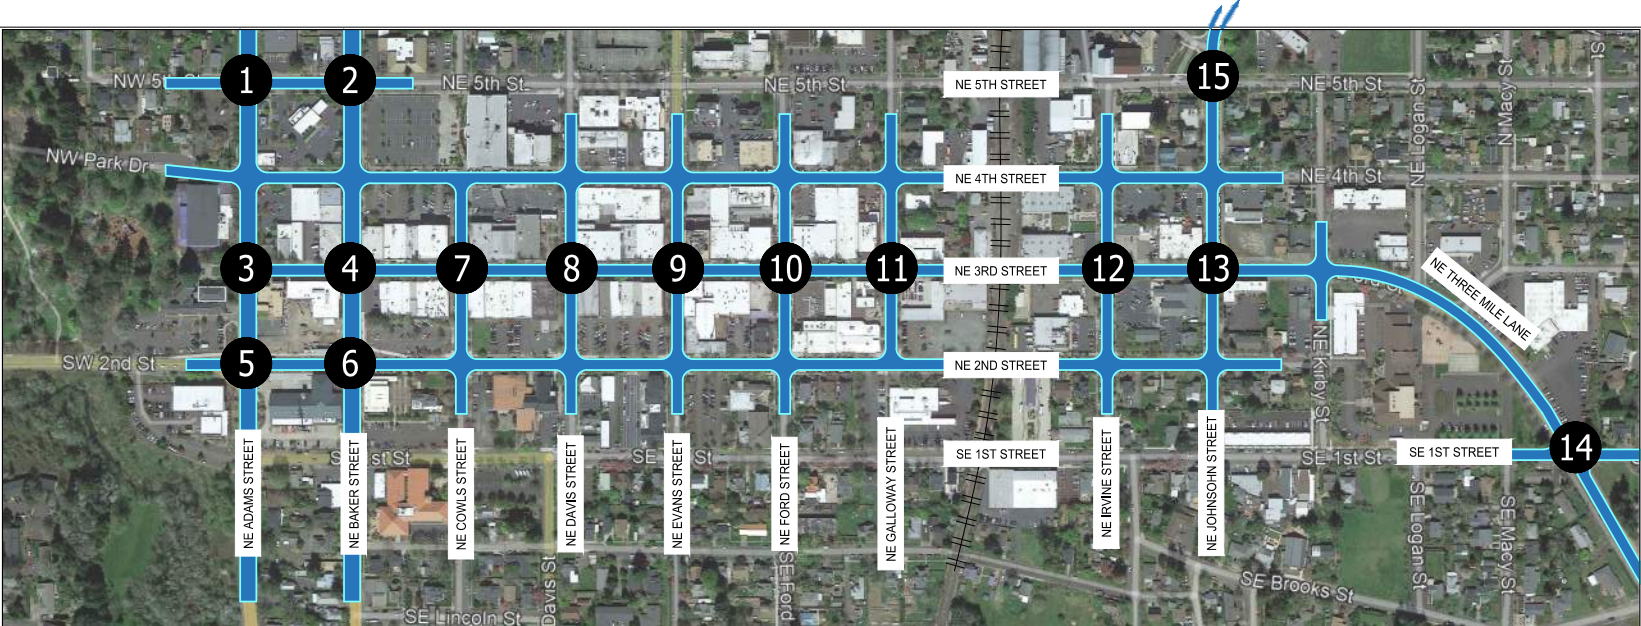 NW 5
1
2
NE 5th St
NE 5th St
NE 5TH STREET
15
NE 5th St
NW Park Dr
NE 4TH STREET
NE 4th St
NE Logan St
N Macy St
St
3
4
7
8
9
10
11
NE 3RD STREET
12
13
NE THREE MILE LANE
SW 2nd St
5
6
NE 2ND STREET
NE Kirby St
NE ADAMS STREET
NE BAKER STREET
NE COWLS STREET
NE DAVIS STREET
NE EVANS STREET
NE FORD STREET
NE GALLOWAY STREET
NE IRVINE STREET
NE JOHNSOHN STREET
st St
SE
St
SE 1ST STREET
SE 1st St
SE 1ST STREET
14
SE Logan St
SE Macy St
Davis St
SE Ford
SE Brooks St
SE Lincoln St